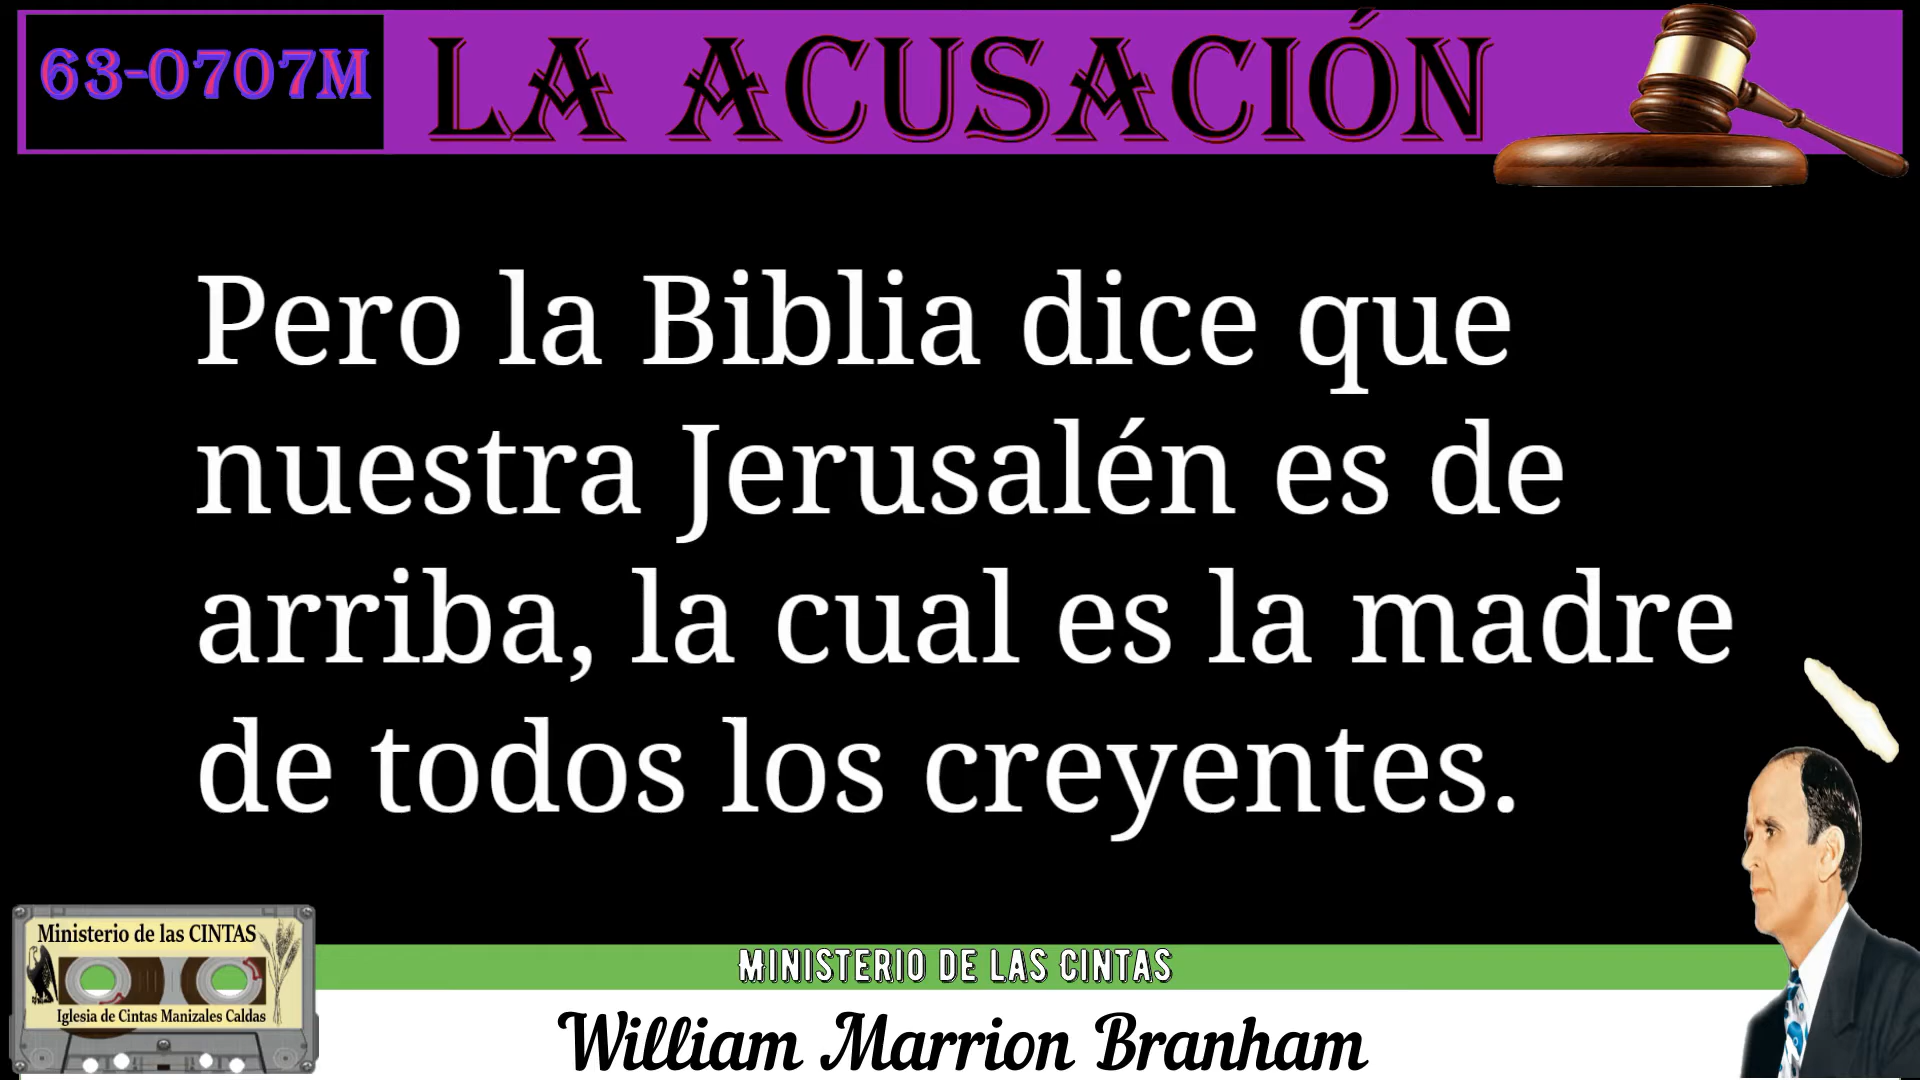 63-0707M
LA ACUSACIÓN
Pero la Biblia dice que
nuestra Jerusalén es de
arriba, la cual es la madre
de todos los creyentes.
Ministerio de las CINTAS
Iglesia de Cintas Manizales Caldas
MINISTERIO DE LAS CINTAS
William Marrion Branham